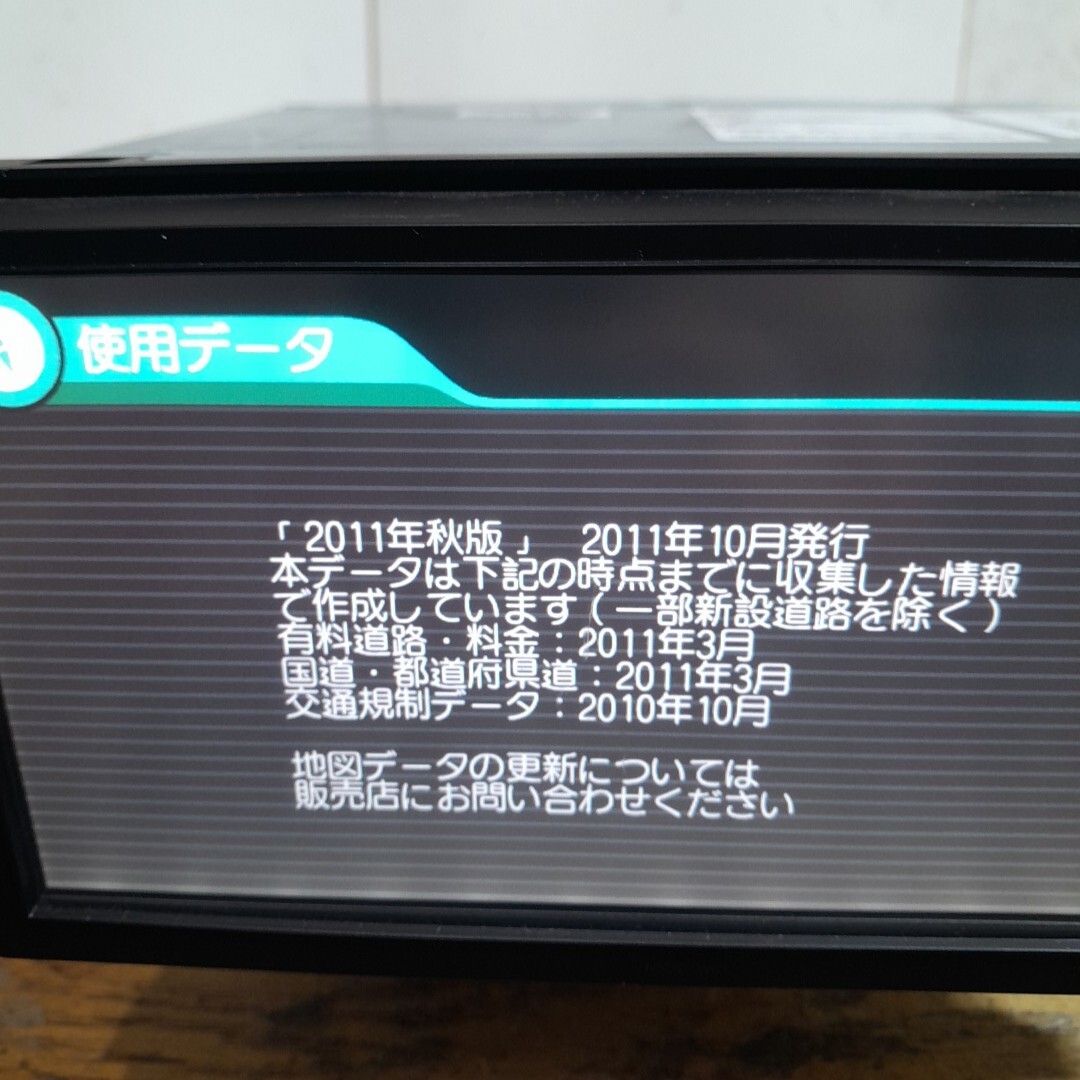 使用データ
「2011年秋版」 2011年10月発行
本データは下記の時点までに収集した情報
で作成しています(一部新設道路を除く)
有料道路・料金:2011年3月
国道・都道府県道:2011年3月
交通規制データ:2010年10月
地図データの更新については
販売店にお問い合わせください